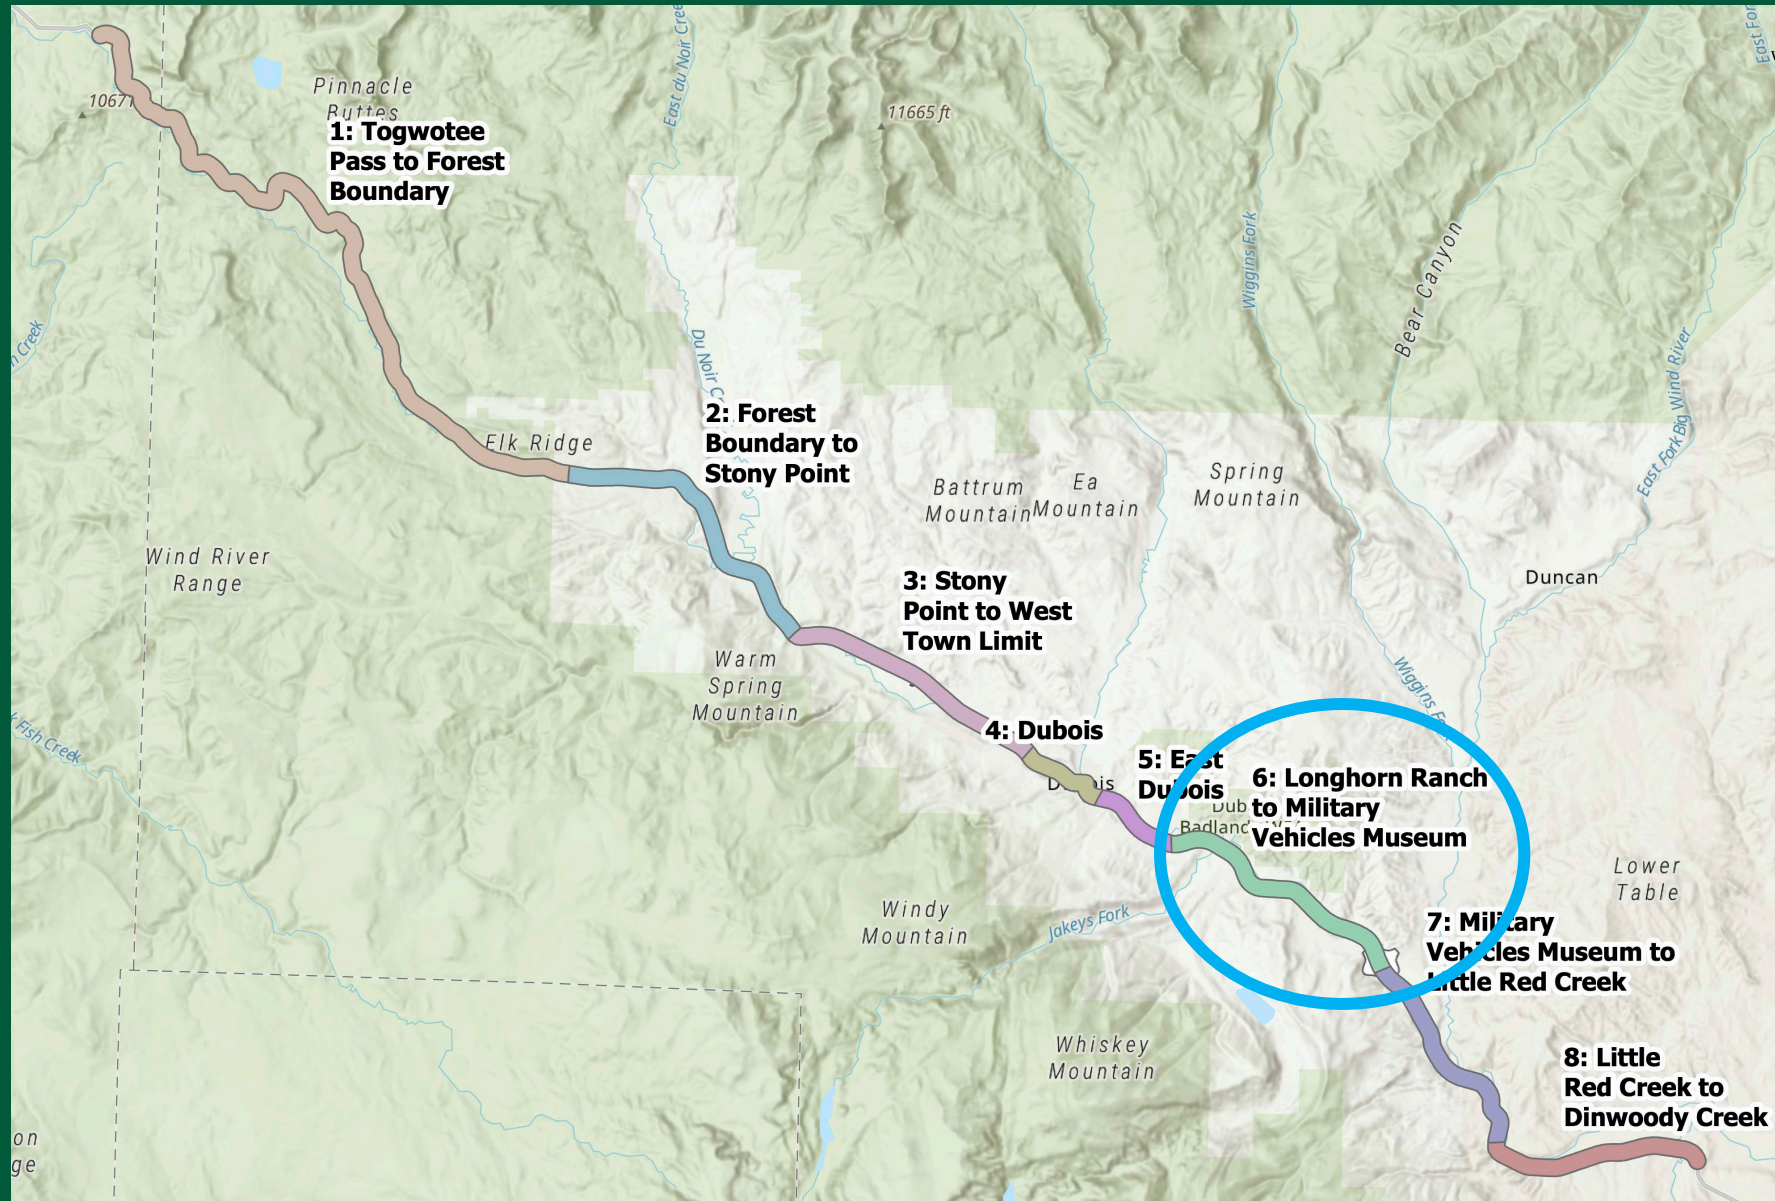 Pinnacle
Buttes
1: Togwotee
Pass to Forest
Boundary
East du Noir Cree
11665 ft
Wiggins Fork
Bear Canyon
Du Noir C
Elk Ridge
2: Forest
Boundary to
Stony Point
Battrum
Mountain
Ea
Mountain
Spring
Mountain
East Fork Big Wind River
Wind River
Range
3: Stony
Point to West
Town Limit
Duncan
Warm
Spring
Mountain
Wiggins
Fish Creek
4: Dubois
5: East
Dubois
6: Longhorn Ranch
to Military
Vehicles Museum
Lower
Table
Windy
Mountain
Jakeys Fork
7: Military
Vehicles Museum to
Little Red Creek
Whiskey
Mountain
8: Little
Red Creek to
Dinwoody Creek